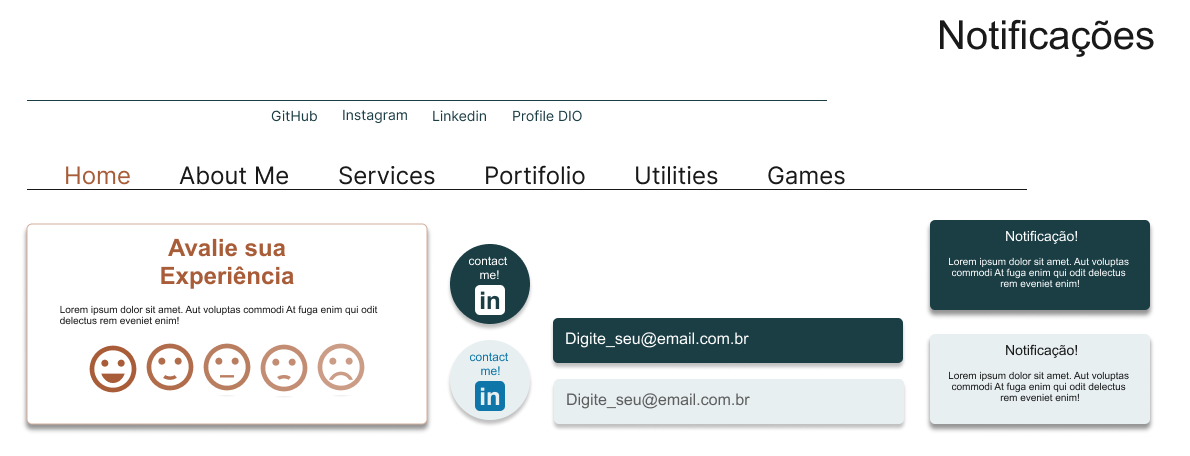 Notificações
GitHub Instagram Linkedin Profile DIO
Home About Me Services Portifolio Utilities Games
Avalie sua
Experiência
Lorem ipsum dolor sit amet. Aut voluptas commodi At fuga enim qui odit
delectus rem eveniet enim!
contact
me!
in
contact
me!
in
Digite_seu@email.com.br
Digite_seu@email.com.br
Notificação!
Lorem ipsum dolor sit amet. Aut voluptas
commodi At fuga enim qui odit delectus
rem eveniet enim!
Notificação!
Lorem ipsum dolor sit amet. Aut voluptas
commodi At fuga enim qui odit delectus
rem eveniet enim!